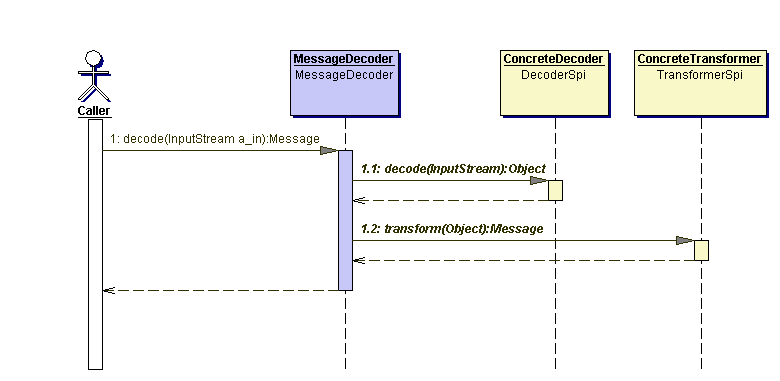 MessageDecoder
MessageDecoder
ConcreteDecoder
DecoderSpi
ConcreteTransformer
TransformerSpi
Caller
1: decode(InputStream a_in):Message
1.1: decode(InputStream):Object
1.2: transform(Object):Message